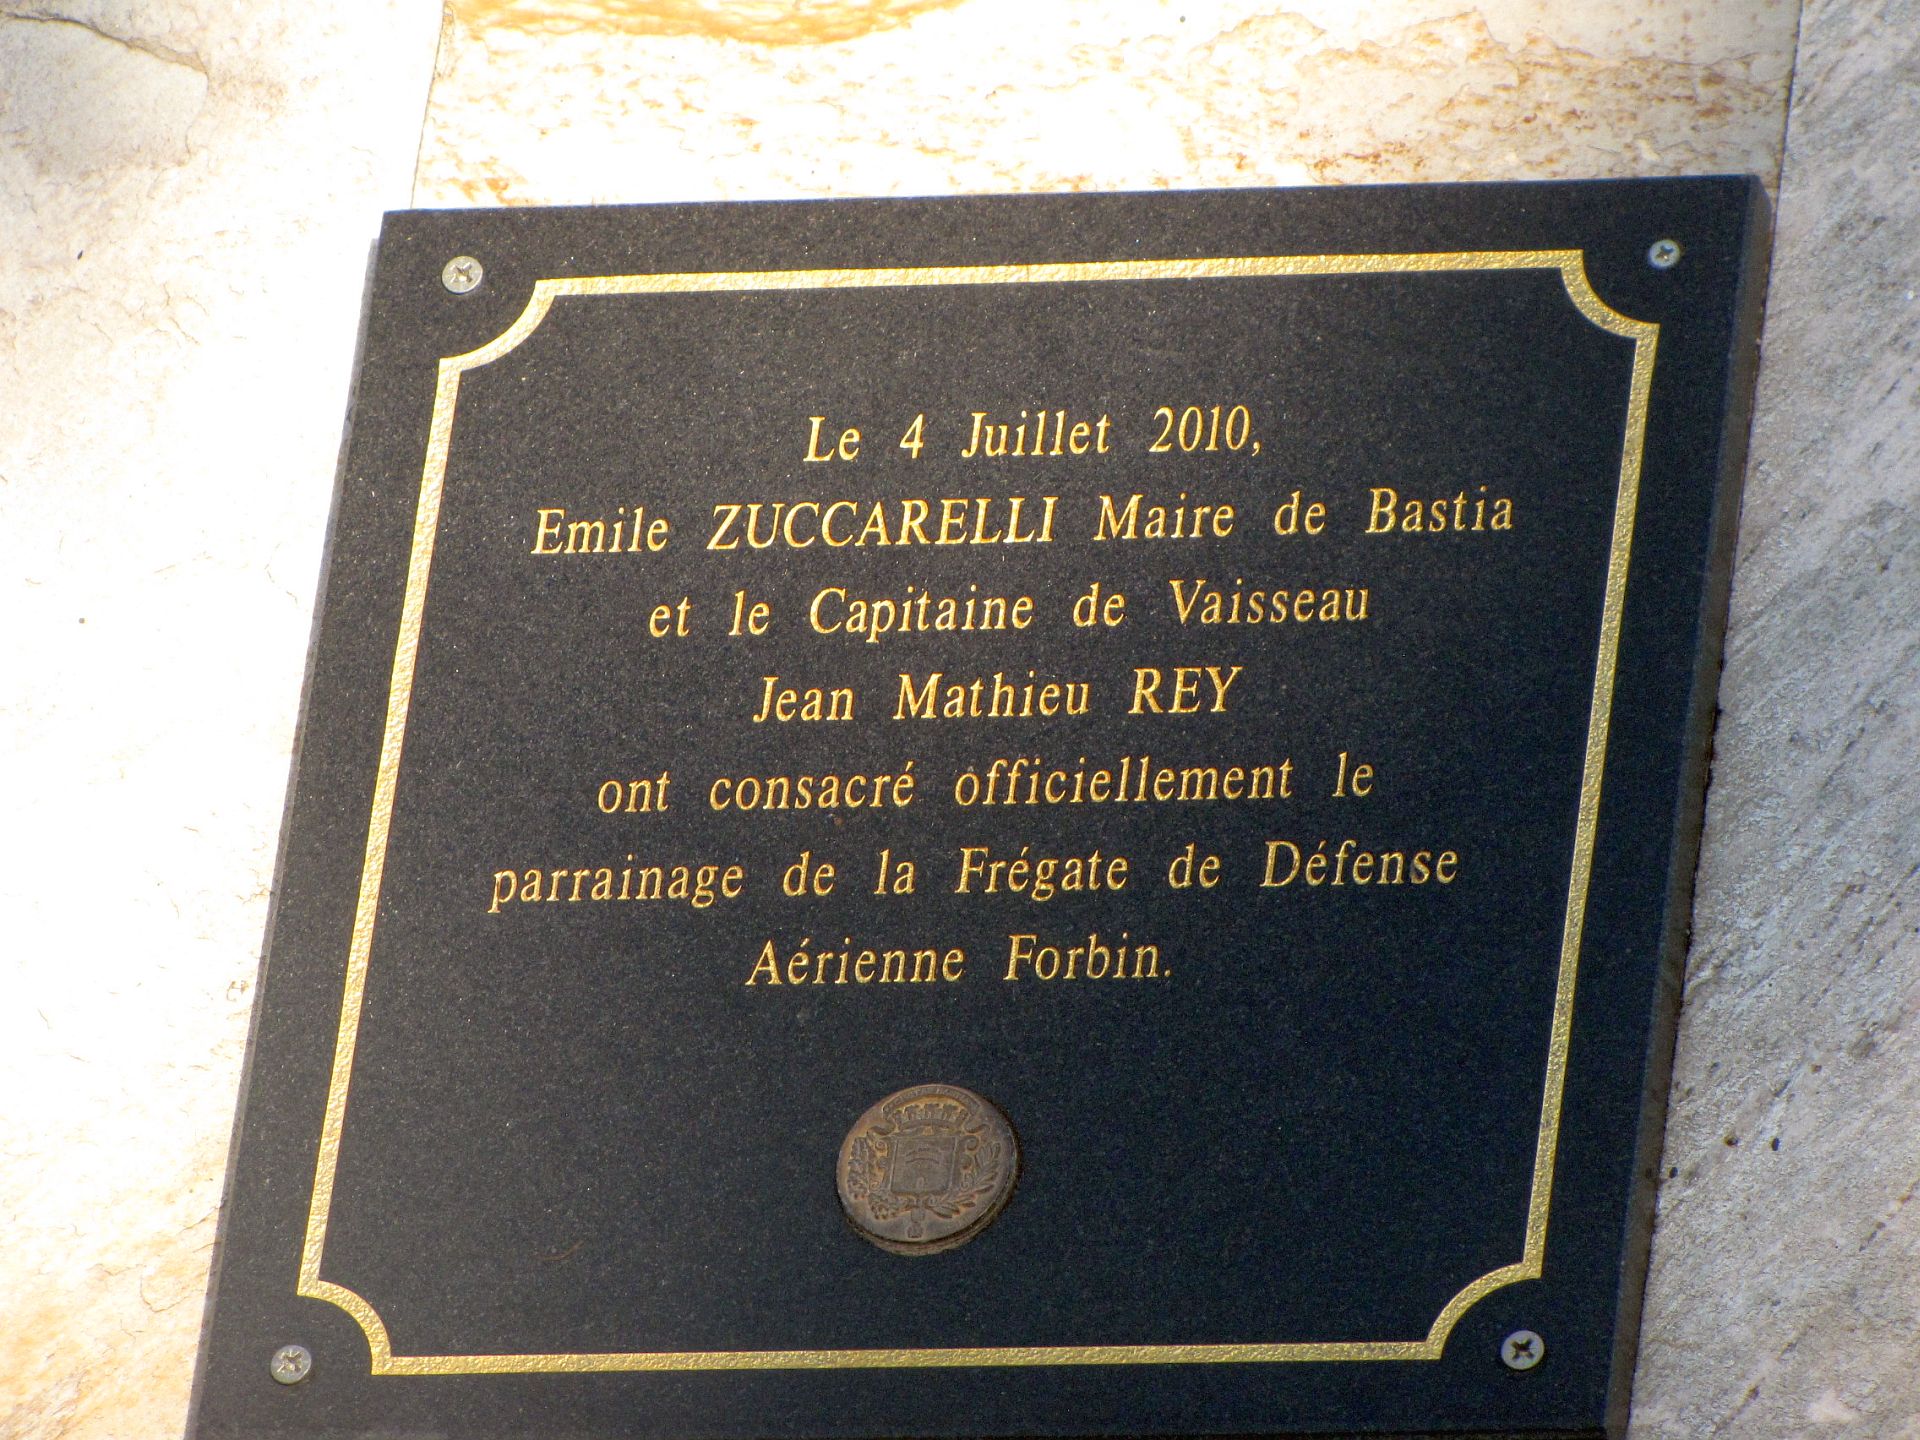 Le 4 Juillet 2010,
Emile ZUCCARELLI Maire de Bastia
et le Capitaine de Vaisseau
Jean Mathieu REY
ont consacré officiellement le
parrainage de la Frégate de Défense
Aérienne Forbin.